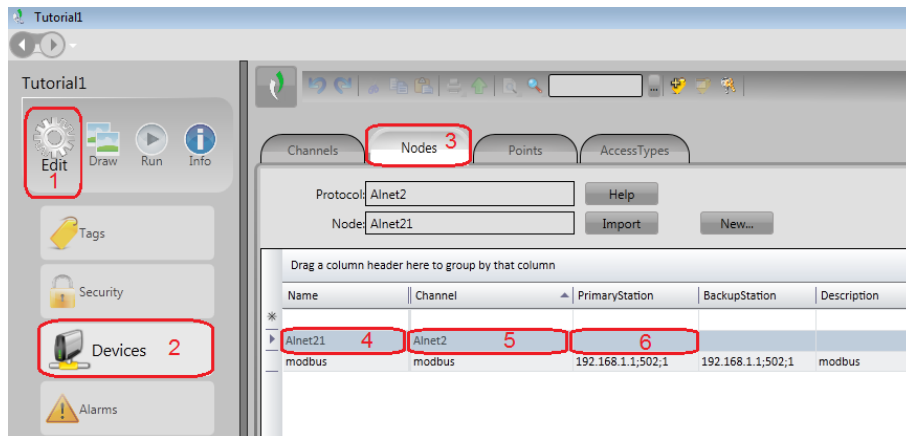 Tutorial1
Tutorial1
Edit Draw Run Info
1
Tags
Security
Devices 2
Alarms
...
Channels Nodes 3 Points AccessTypes
Protocol: Alnet2 Help
Node: Alnet21 Import New...
Drag a column header here to group by that column
Name Channel PrimaryStation BackupStation Description
Alnet21 4 Alnet2 5 6
modbus modbus 192.168.1.1;502;1 192.168.1.1;502;1 modbus